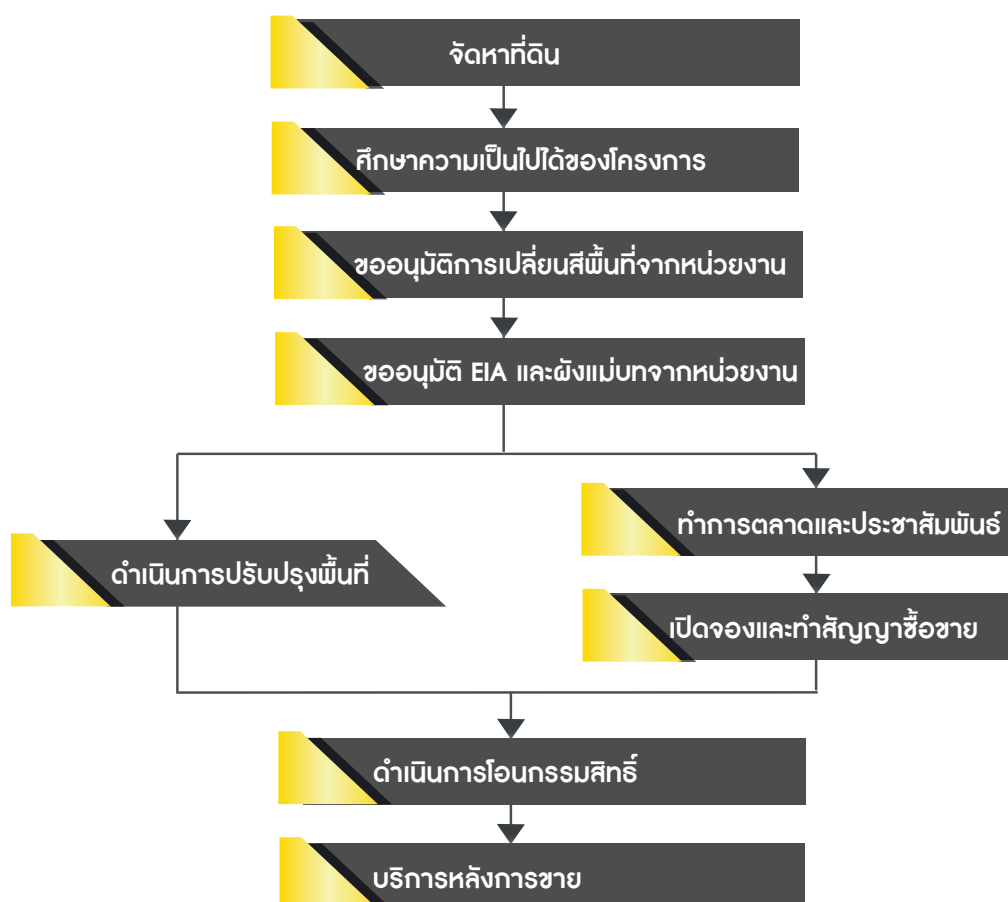 จัดหาที่ดิน
ศึกษาความเป็นไปได้ของโครงการ
ขออนุมัติการเปลี่ยนสีพื้นที่จากหน่วยงาน
ขออนุมัติ EIA และผังแม่บทจากหน่วยงาน
ทำการตลาดและประชาสัมพันธ์
ดำเนินการปรับปรุงพื้นที่
เปิดจองและทำสัญญาซื้อขาย
ดำเนินการโอนกรรมสิทธิ์
บริการหลังการขาย